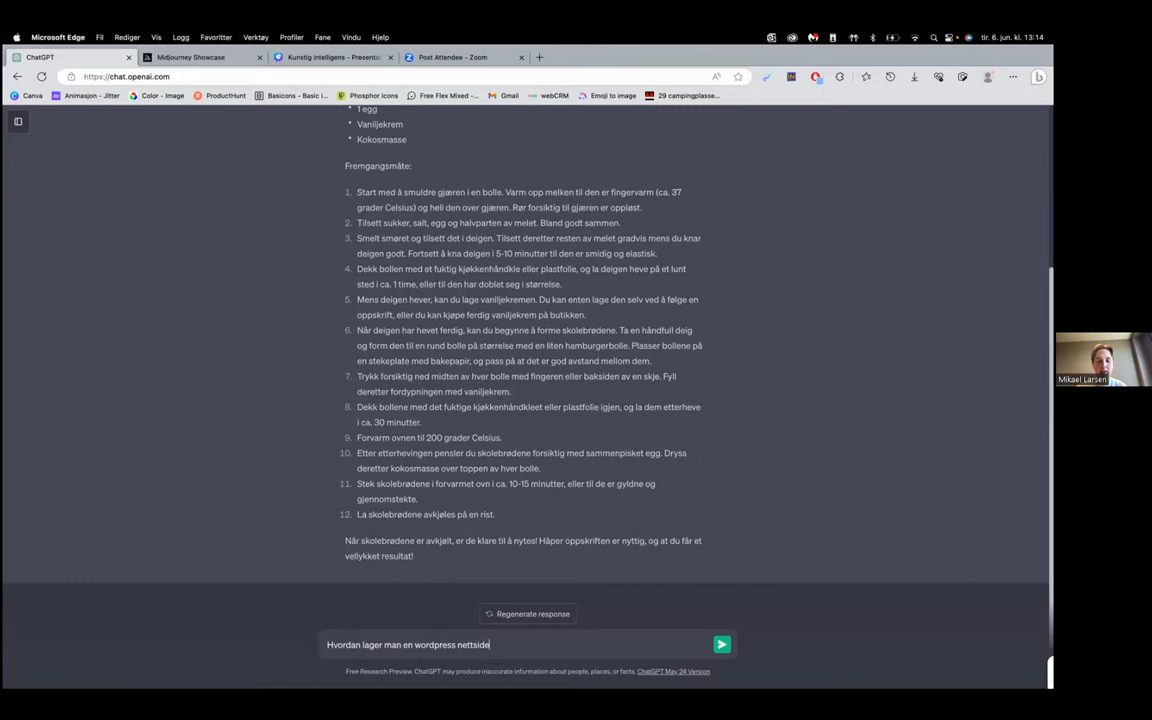 Microsoft Edge Fil Rediger Vis Logg Favoritter Verktøy Profiler Fane Vindu Hjelp
tir. 6. jun. kl. 13:14
ChatGPT
Midjourney Showcase
Kunstig intelligens - Presenta
Post Attendee - Zoom
https://chat.openai.com
Canva Animasjon - Jitter Color - Image ProductHunt Basicons – Basic i... Phosphor Icons Free Flex Mixed –... Gmail webCRM Emoji to image 29 campingplasse...
• 1 egg
• Vaniljekrem
• Kokosmasse
Fremgangsmåte:
1. Start med å smuldre gjæren i en bolle. Varm opp melken til den er fingervarm (ca. 37
grader Celsius) og hell den over gjæren. Rør forsiktig til gjæren er oppløst.
2. Tilsett sukker, salt, egg og halvparten av melet. Bland godt sammen.
3. Smelt smøret og tilsett det i deigen. Tilsett deretter resten av melet gradvis mens du knar
deigen godt. Fortsett å kna deigen i 5-10 minutter til den er smidig og elastisk.
4. Dekk bollen med et fuktig kjøkkenhåndkle eller plastfolie, og la deigen heve på et lunt
sted i ca. 1 time, eller til den har doblet seg i størrelse.
5. Mens deigen hever, kan du lage vaniljekremen. Du kan enten lage den selv ved å følge en
oppskrift, eller du kan kjøpe ferdig vaniljekrem på butikken.
6. Når deigen har hevet ferdig, kan du begynne å forme skolebrødene. Ta en håndfull deig
og form den til en rund bolle på størrelse med en liten hamburgerbolle. Plasser bollene på
en stekeplate med bakepapir, og pass på at det er god avstand mellom dem.
7. Trykk forsiktig ned midten av hver bolle med fingeren eller baksiden av en skje. Fyll
deretter fordypningen med vaniljekrem.
8. Dekk bollene med det fuktige kjøkkenhåndkleet eller plastfolie igjen, og la dem etterheve
i ca. 30 minutter.
9. Forvarm ovnen til 200 grader Celsius.
10. Etter etterhevingen pensler du skolebrødene forsiktig med sammenpisket egg. Dryss
deretter kokosmasse over toppen av hver bolle.
11. Stek skolebrødene i forvarmet ovn i ca. 10-15 minutter, eller til de er gyldne og
gjennomstekte.
12. La skolebrødene avkjøles på en rist.
Når skolebrødene er avkjølt, er de klare til å nytes! Håper oppskriften er nyttig, og at du får et
vellykket resultat!
Regenerate response
Hvordan lager man en wordpress nettside
Free Research Preview. ChatGPT may produce inaccurate information about people, places, or facts. ChatGPT May 24 Version
Mikael Larsen